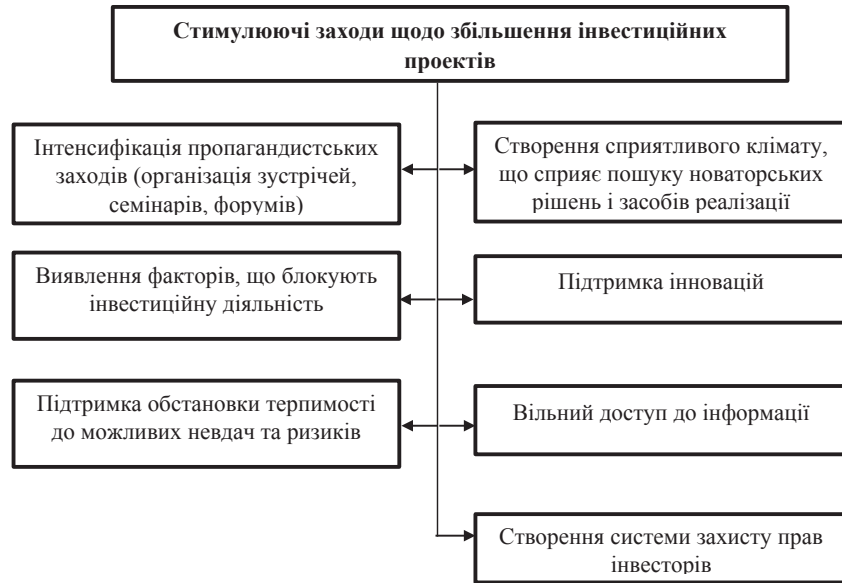 Стимулюючі заходи щодо збільшення інвестиційних
проектів
Інтенсифікація пропагандистських
заходів (організація зустрічей,
семінарів, форумів)
Створення сприятливого клімату,
що сприяє пошуку новаторських
рішень і засобів реалізації
Виявлення факторів, що блокують
інвестиційну діяльність
Підтримка інновацій
Підтримка обстановки терпимості
до можливих невдач та ризиків
Вільний доступ до інформації
Створення системи захисту прав
інвесторів